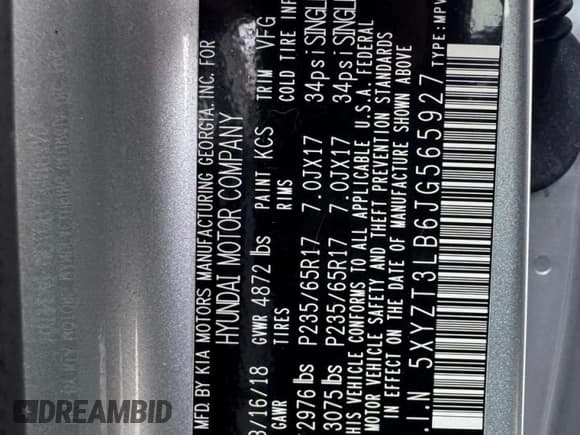 MFD BY KIA MOTORS MANUFACTURING GEORGIA, INC. FOR
HYUNDAI MOTOR COMPANY
/16/18 GVWR 4872 lbs PAINT KCS TRIM VFG
GAWR TIRES RIMS COLD TIRE INF
2976 lbs P235/65R17 7.0JX17 34psi SINGL
3075 lbs P235/65R17 7.0JX17 34psi SINGL
THIS VEHICLE CONFORMS TO ALL APPLICABLE U.S.A. FEDERAL
MOTOR VEHICLE SAFETY AND THEFT PREVENTION STANDARDS
IN EFFECT ON THE DATE OF MANUFACTURE SHOWN ABOVE
.I.N 5XYZT3LB6JG565927 TYPE:MPV
DREAMBID